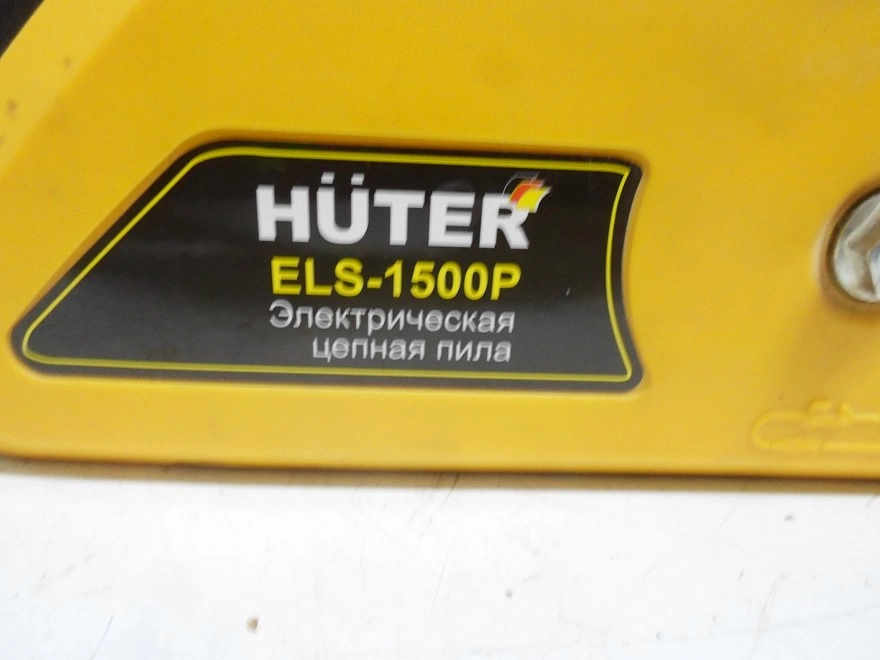 HÜTER
ELS-1500P
Электрическая
цепная пила